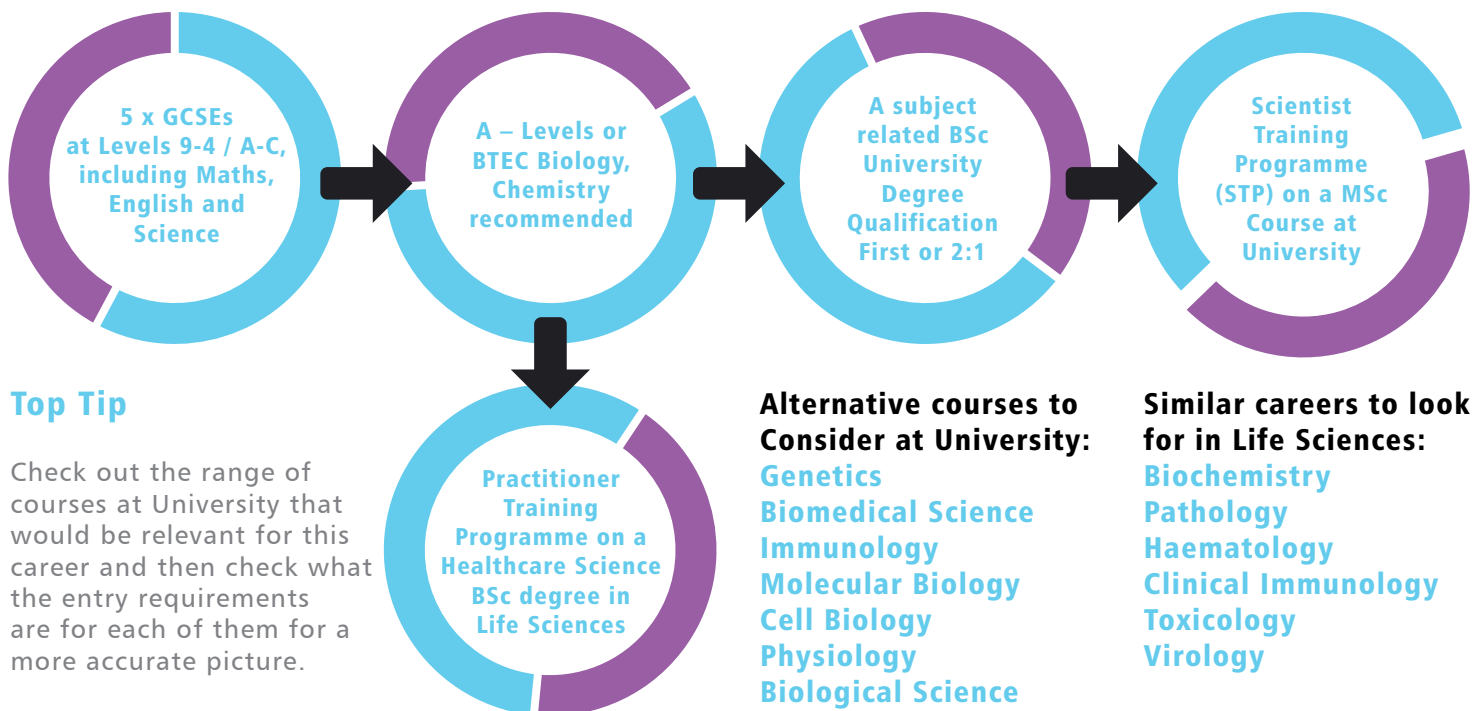 5 x GCSEs
at Levels 9-4 / A-C,
including Maths,
English and
Science
A – Levels or
BTEC Biology,
Chemistry
recommended
A subject
related BSc
University
Degree
Qualification
First or 2:1
Scientist
Training
Programme
(STP) on a MSc
Course at
University
Practitioner
Training
Programme on a
Healthcare Science
BSc degree in
Life Sciences
Top Tip
Check out the range of
courses at University that
would be relevant for this
career and then check what
the entry requirements
are for each of them for a
more accurate picture.
Alternative courses to
Consider at University:
Genetics
Biomedical Science
Immunology
Molecular Biology
Cell Biology
Physiology
Biological Science
Similar careers to look
for in Life Sciences:
Biochemistry
Pathology
Haematology
Clinical Immunology
Toxicology
Virology